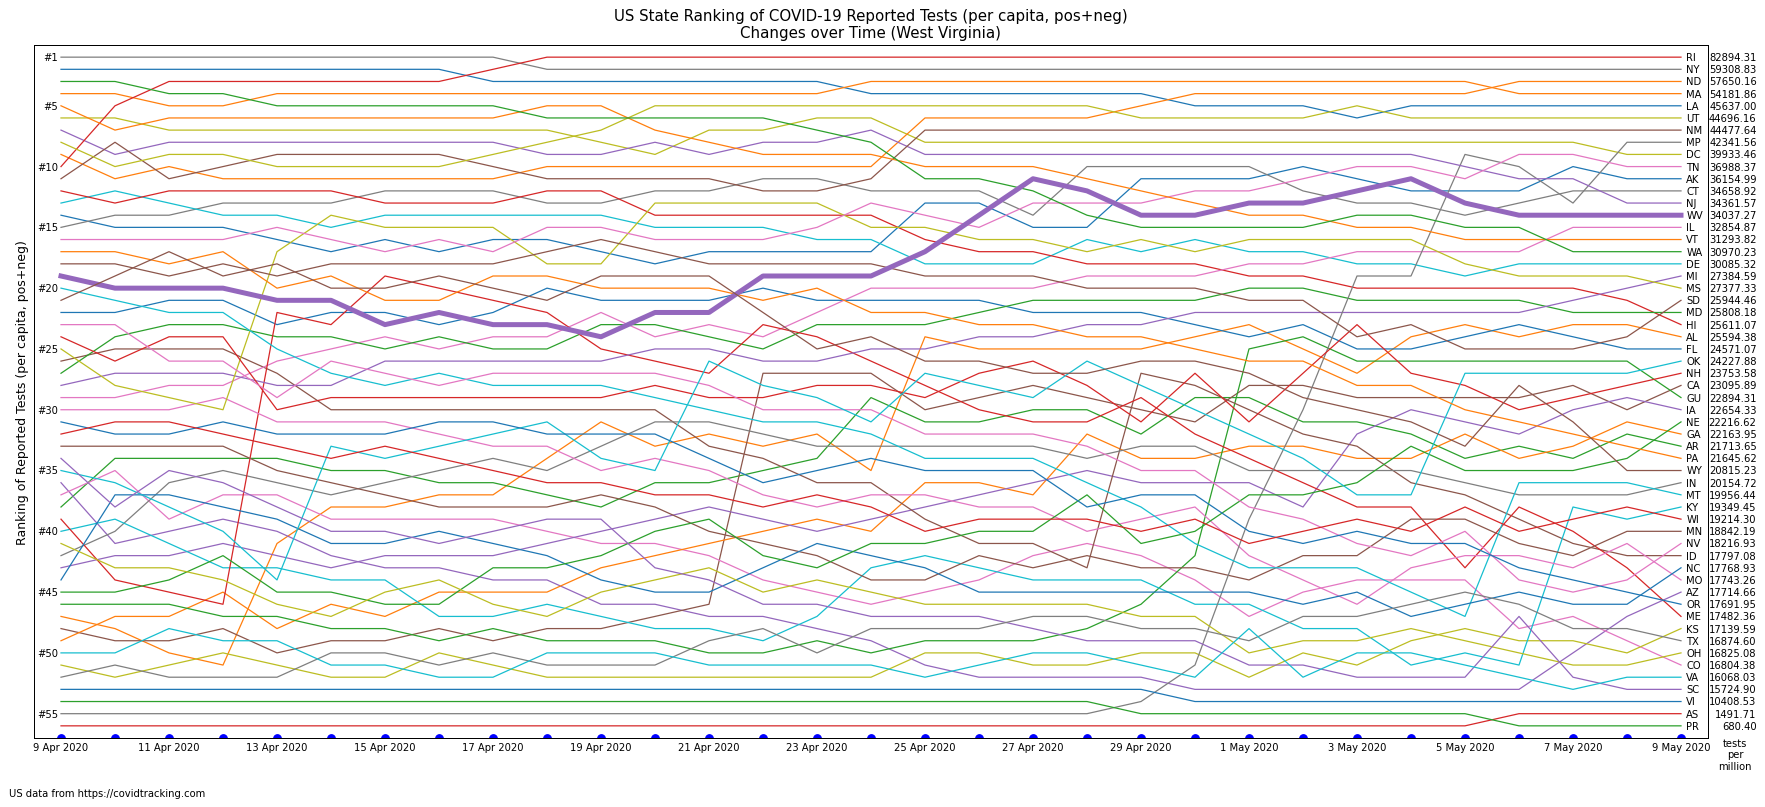 US State Ranking of COVID-19 Reported Tests (per capita, pos+neg)
Changes over Time (West Virginia)
Ranking of Reported Tests (per capita, pos+neg)
#1
#5
#10
#15
#20
#25
#30
#35
#40
#45
#50
#55
RI 82894.31
NY 59308.83
ND 57650.16
MA 54181.86
LA 45637.00
UT 44696.16
NM 44477.64
MP 42341.56
DC 39933.46
TN 36988.37
AK 36154.99
CT 34658.92
NJ 34361.57
WV 34037.27
IL 32854.87
VT 31293.82
WA 30970.23
DE 30085.32
MI 27384.59
MS 27377.33
SD 25944.46
MD 25808.18
HI 25611.07
AL 25594.38
FL 24571.07
OK 24227.88
NH 23753.58
CA 23095.89
GU 22894.31
IA 22654.33
NE 22216.62
GA 22163.95
AR 21713.65
PA 21645.62
WY 20815.23
IN 20154.72
MT 19956.44
KY 19349.45
WI 19214.30
MN 18842.19
NV 18216.93
ID 17797.08
NC 17768.93
MO 17743.26
AZ 17714.66
OR 17691.95
ME 17482.36
KS 17139.59
TX 16874.60
OH 16825.08
CO 16804.38
VA 16068.03
SC 15724.90
VI 10408.53
AS 1491.71
PR 680.40
9 Apr 2020 11 Apr 2020 13 Apr 2020 15 Apr 2020 17 Apr 2020 19 Apr 2020 21 Apr 2020 23 Apr 2020 25 Apr 2020 27 Apr 2020 29 Apr 2020 1 May 2020 3 May 2020 5 May 2020 7 May 2020 9 May 2020
tests
per
million
US data from https://covidtracking.com